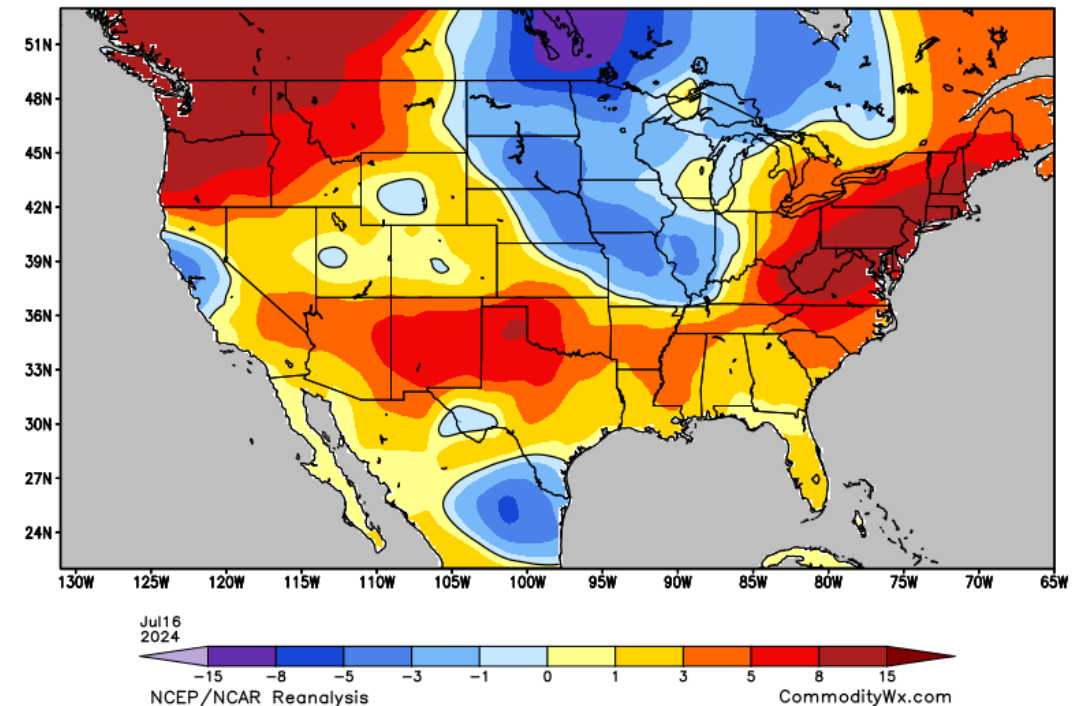 51N
48N
45N
42N
39N
36N
33N
30N
27N
24N
130W 125W 120W 115W 110W 105W 100W 95W 90W 85W 80W 75W 70W 65W
Jul16
2024
-15 -8 -5 -3 -1 0 1 3 5 8 15
NCEP/NCAR Reanalysis CommodityWx.com